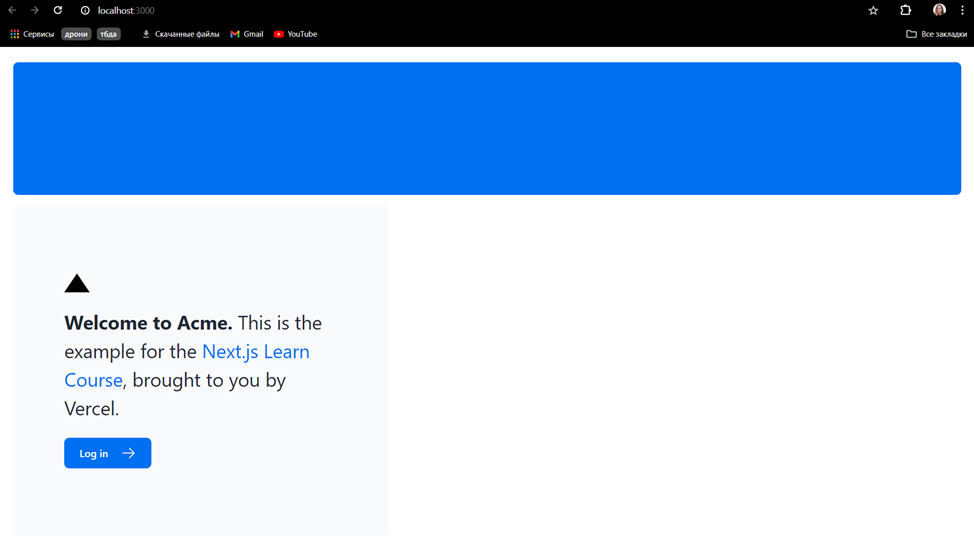 localhost:3000
Сервисы дрони тбда Скачанные файлы Gmail YouTube Все закладки
Welcome to Acme. This is the
example for the Next.js Learn
Course, brought to you by
Vercel.
Log in